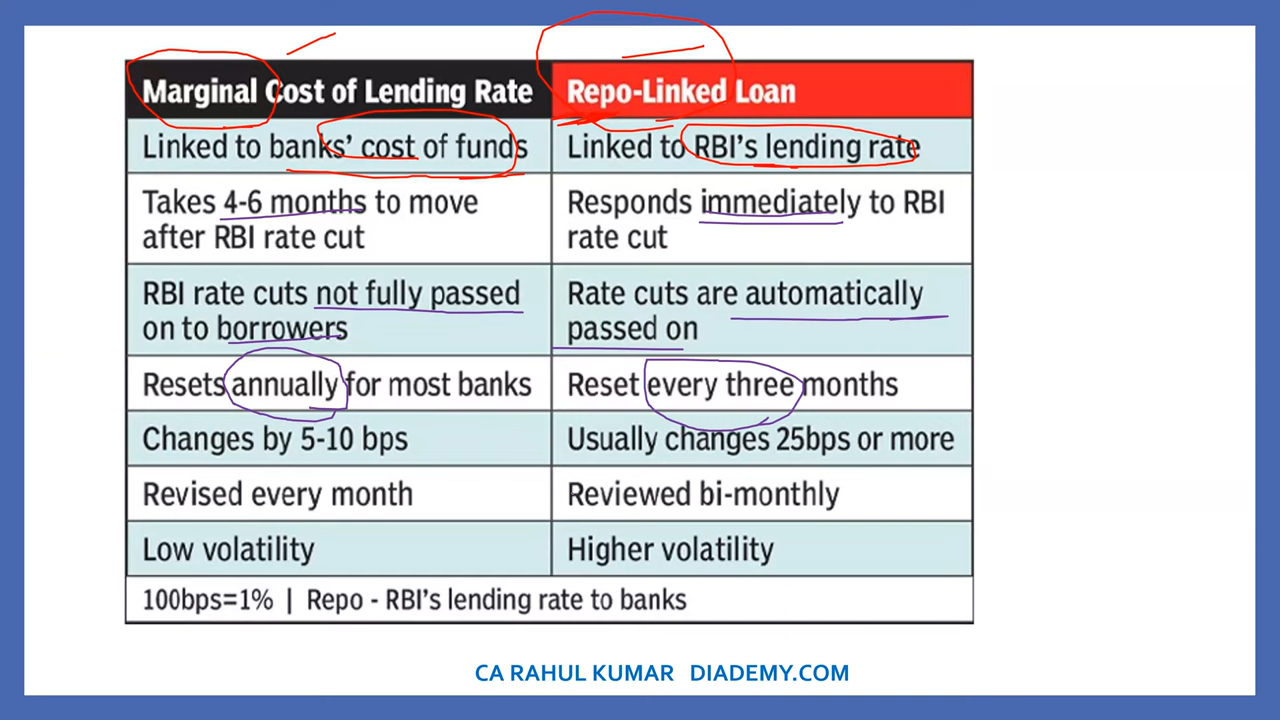 Marginal Cost of Lending Rate
Repo-Linked Loan
Linked to banks’ cost of funds
Linked to RBI’s lending rate
Takes 4-6 months to move
after RBI rate cut
Responds immediately to RBI
rate cut
RBI rate cuts not fully passed
on to borrowers
Rate cuts are automatically
passed on
Resets annually for most banks
Reset every three months
Changes by 5-10 bps
Usually changes 25bps or more
Revised every month
Reviewed bi-monthly
Low volatility
Higher volatility
100bps=1% | Repo - RBI’s lending rate to banks
CA RAHUL KUMAR DIADEMY.COM